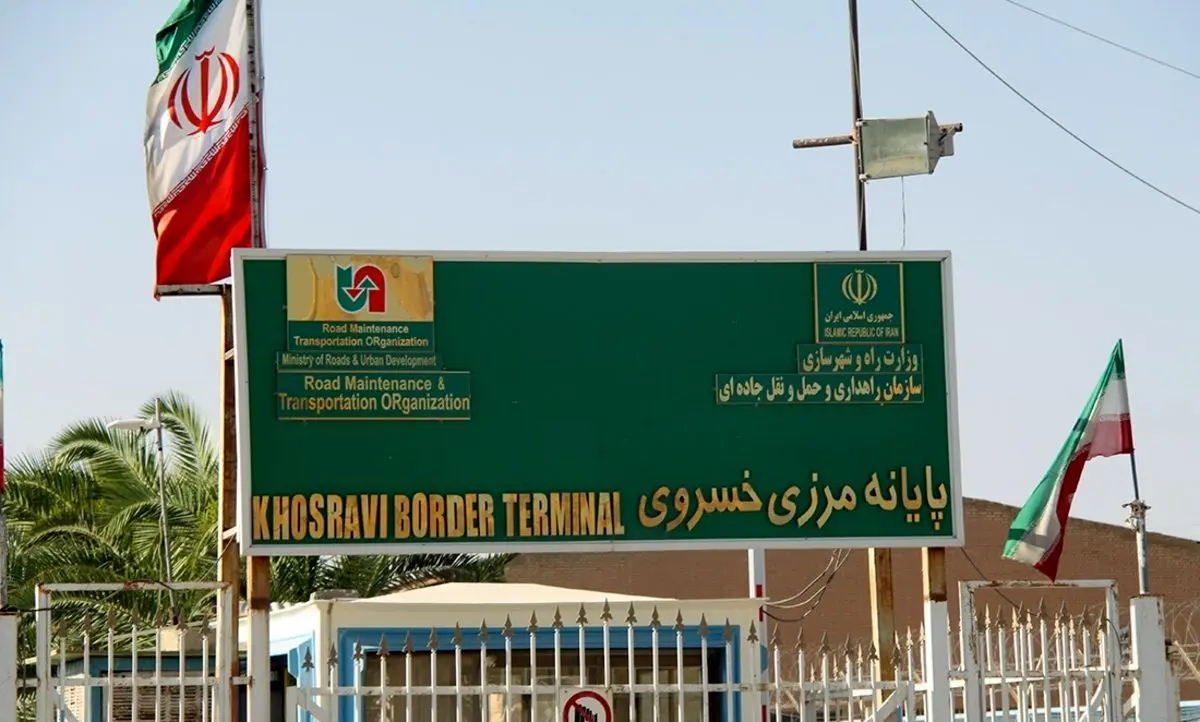 Road Maintenance
Transportation ORganization
Ministry of Roads & Urban Development
Road Maintenance &
Transportation ORganization
جمهوری اسلامی ایران
ISLAMIC REPUBLIC OF IRAN
وزارت راه و شهرسازی
سازمان راهداری و حمل و نقل جاده ای
KHOSRAVI BORDER TERMINAL
پایانه مرزی خسروی